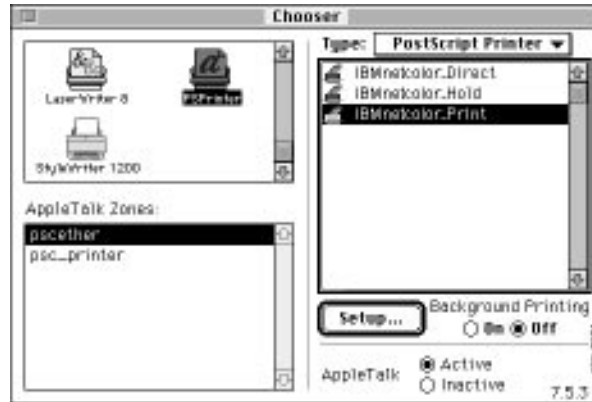 Chooser
LaserWriter 8
PSPrinter
StyleWriter 1200
AppleTalk Zones:
pscether
psc_printer
Type: PostScript Printer
IBMnetcolor.Direct
IBMnetcolor.Hold
IBMnetcolor.Print
Setup...
Background Printing
On Off
AppleTalk
Active
Inactive
7.5.3